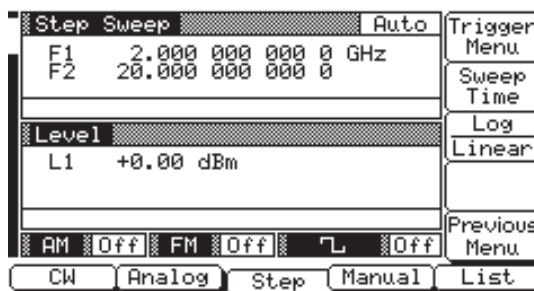 Step Sweep Auto
F1 2.000 000 000 0 GHz
F2 20.000 000 000 0
Level
L1 +0.00 dBm
AM Off FM Off Off
CW Analog Step Manual List
Trigger
Menu
Sweep
Time
Log
Linear
Previous
Menu